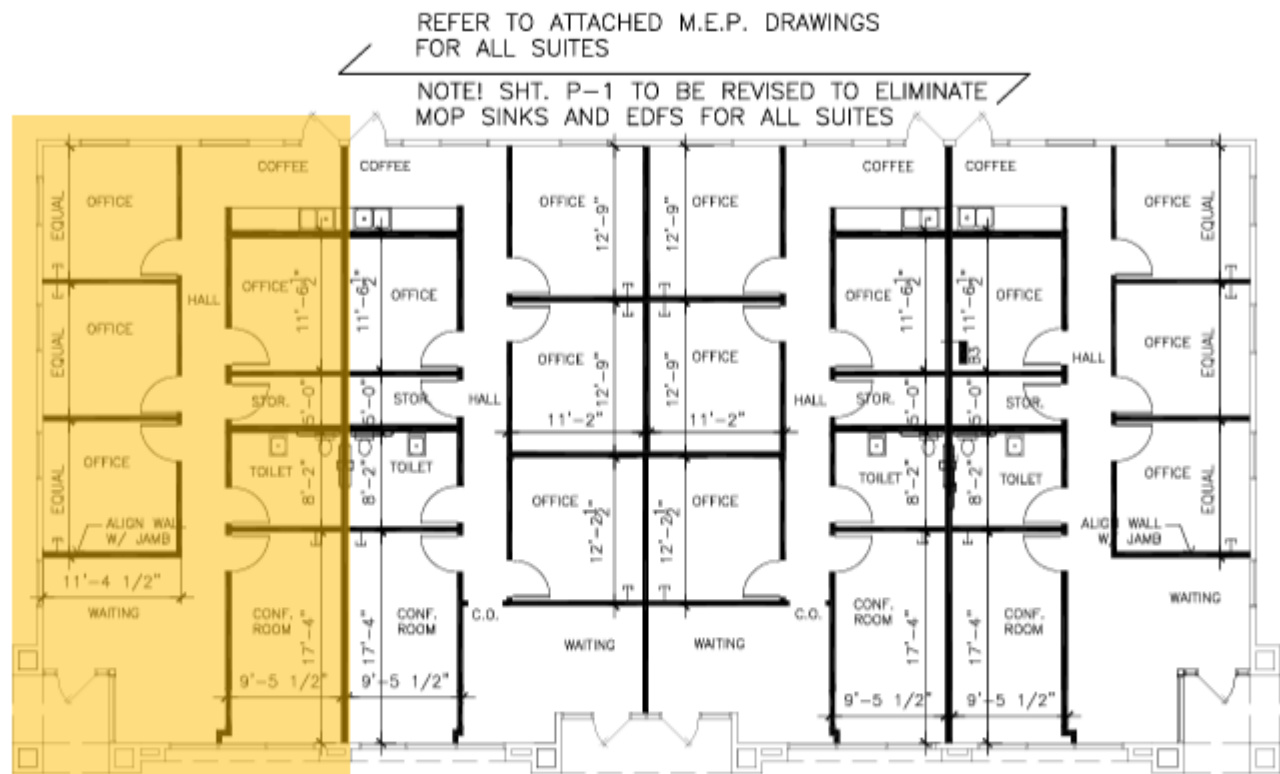 REFER TO ATTACHED M.E.P. DRAWINGS
FOR ALL SUITES
NOTE! SHT. P-1 TO BE REVISED TO ELIMINATE
MOP SINKS AND EDFS FOR ALL SUITES
COFFEE
COFFEE
COFFEE
COFFEE
OFFICE
EQUAL
OFFICE
12'-9"
12'-9"
OFFICE
OFFICE
EQUAL
HALL
OFFICE
11'-6 1/2"
11'-6 1/2"
OFFICE
OFFICE
11'-6 1/2"
11'-6 1/2"
OFFICE
B3
OFFICE
EQUAL
OFFICE
12'-9"
12'-9"
OFFICE
HALL
OFFICE
EQUAL
STOR.
5'-0"
5'-0"
STOR.
HALL
11'-2"
11'-2"
HALL
STOR.
5'-0"
5'-0"
STOR.
OFFICE
EQUAL
TOILET
8'-2"
8'-2"
TOILET
OFFICE
12'-2 1/2"
12'-2 1/2"
OFFICE
TOILET
8'-2"
8'-2"
TOILET
OFFICE
EQUAL
ALIGN WALL
W/ JAMB
ALIGN WALL
W/ JAMB
11'-4 1/2"
WAITING
CONF.
ROOM
17'-4"
17'-4"
CONF.
ROOM
C.O.
WAITING
WAITING
C.O.
CONF.
ROOM
17'-4"
17'-4"
CONF.
ROOM
WAITING
9'-5 1/2"
9'-5 1/2"
9'-5 1/2"
9'-5 1/2"